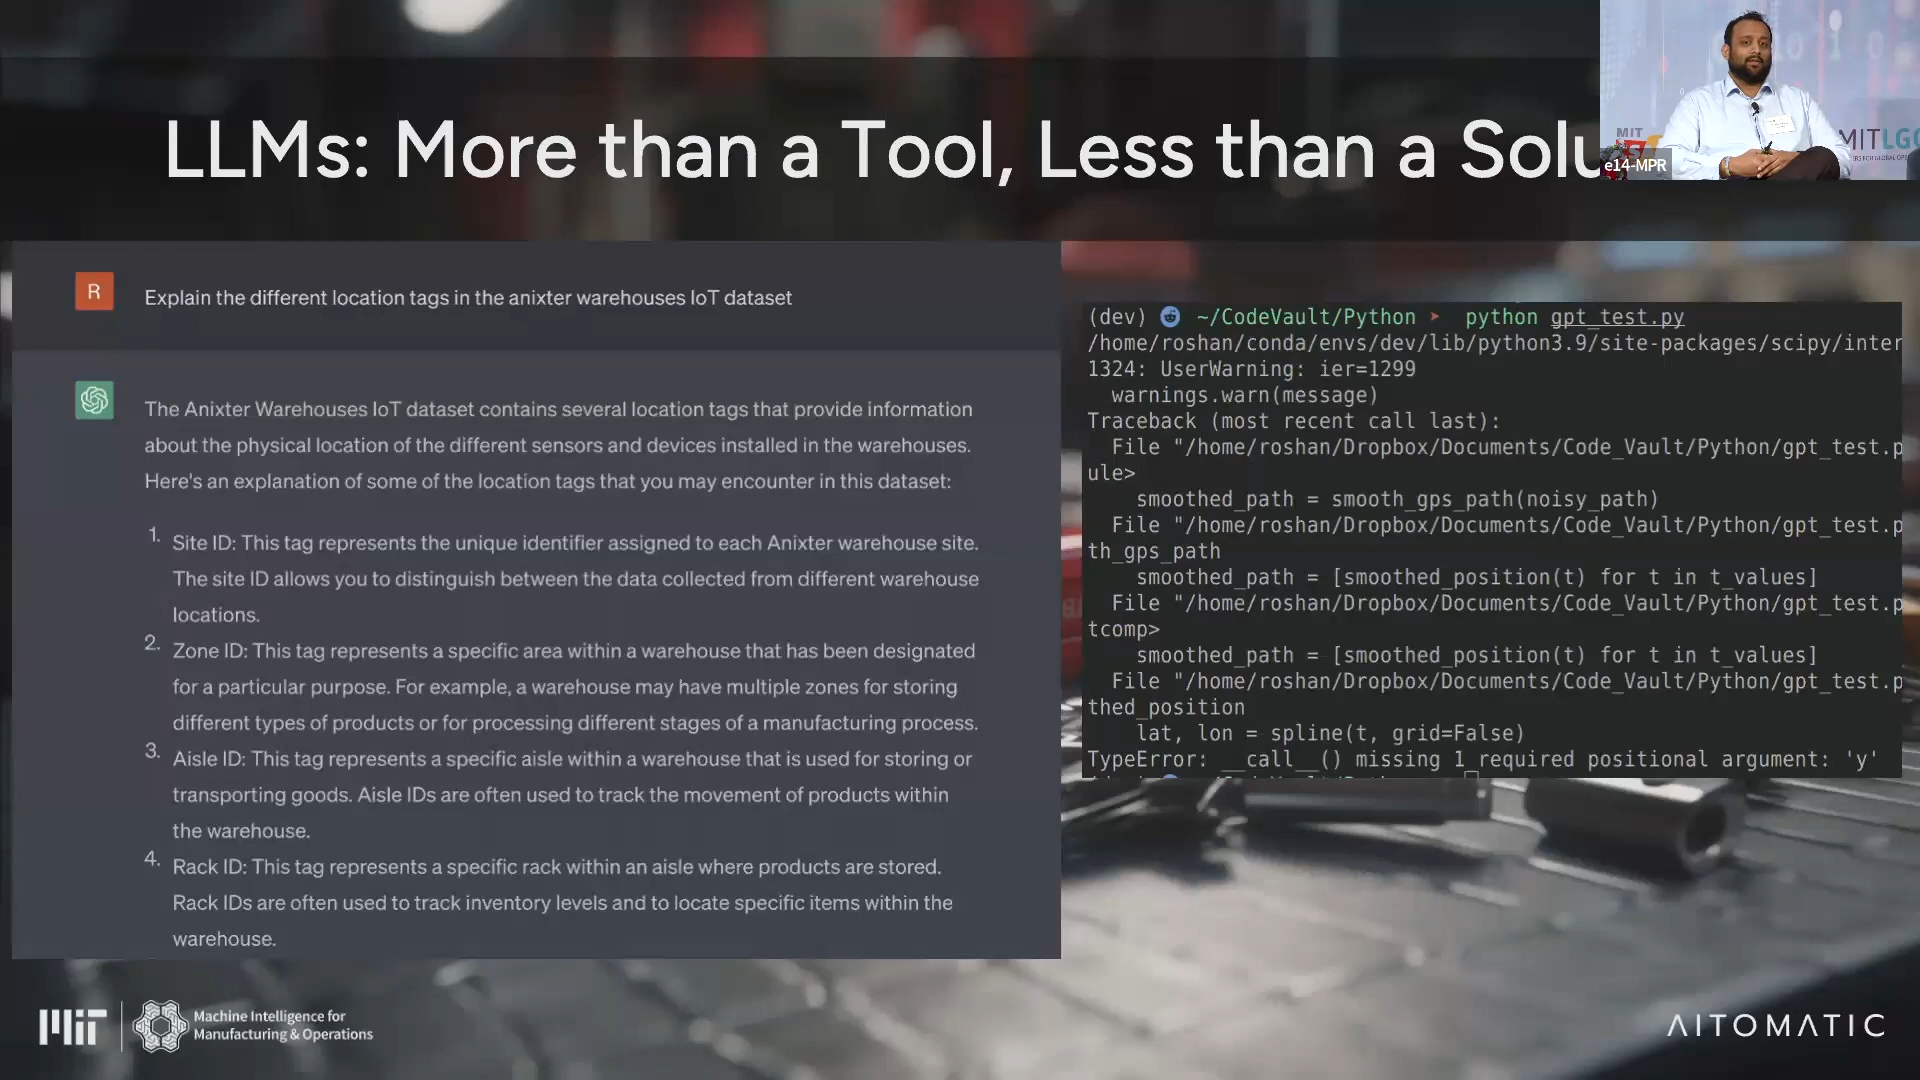 LLMs: More than a Tool, Less than a Solu
MIT
MITLGO
e14-MPR
R
Explain the different location tags in the anixter warehouses IoT dataset
The Anixter Warehouses IoT dataset contains several location tags that provide information
about the physical location of the different sensors and devices installed in the warehouses.
Here's an explanation of some of the location tags that you may encounter in this dataset:
1. Site ID: This tag represents the unique identifier assigned to each Anixter warehouse site.
The site ID allows you to distinguish between the data collected from different warehouse
locations.
2. Zone ID: This tag represents a specific area within a warehouse that has been designated
for a particular purpose. For example, a warehouse may have multiple zones for storing
different types of products or for processing different stages of a manufacturing process.
3. Aisle ID: This tag represents a specific aisle within a warehouse that is used for storing or
transporting goods. Aisle IDs are often used to track the movement of products within
the warehouse.
4. Rack ID: This tag represents a specific rack within an aisle where products are stored.
Rack IDs are often used to track inventory levels and to locate specific items within the
warehouse.
(dev) ~/CodeVault/Python ➤ python gpt_test.py
/home/roshan/conda/envs/dev/lib/python3.9/site-packages/scipy/inter
1324: UserWarning: ier=1299
warnings.warn(message)
Traceback (most recent call last):
File "/home/roshan/Dropbox/Documents/Code_Vault/Python/gpt_test.p
ule>
smoothed_path = smooth_gps_path(noisy_path)
File "/home/roshan/Dropbox/Documents/Code_Vault/Python/gpt_test.p
th_gps_path
smoothed_path = [smoothed_position(t) for t in t_values]
File "/home/roshan/Dropbox/Documents/Code_Vault/Python/gpt_test.p
tcomp>
smoothed_path = [smoothed_position(t) for t in t_values]
File "/home/roshan/Dropbox/Documents/Code_Vault/Python/gpt_test.p
thed_position
lat, lon = spline(t, grid=False)
TypeError: __call__() missing 1 required positional argument: 'y'
MIT
Machine Intelligence for
Manufacturing & Operations
AITOMATIC